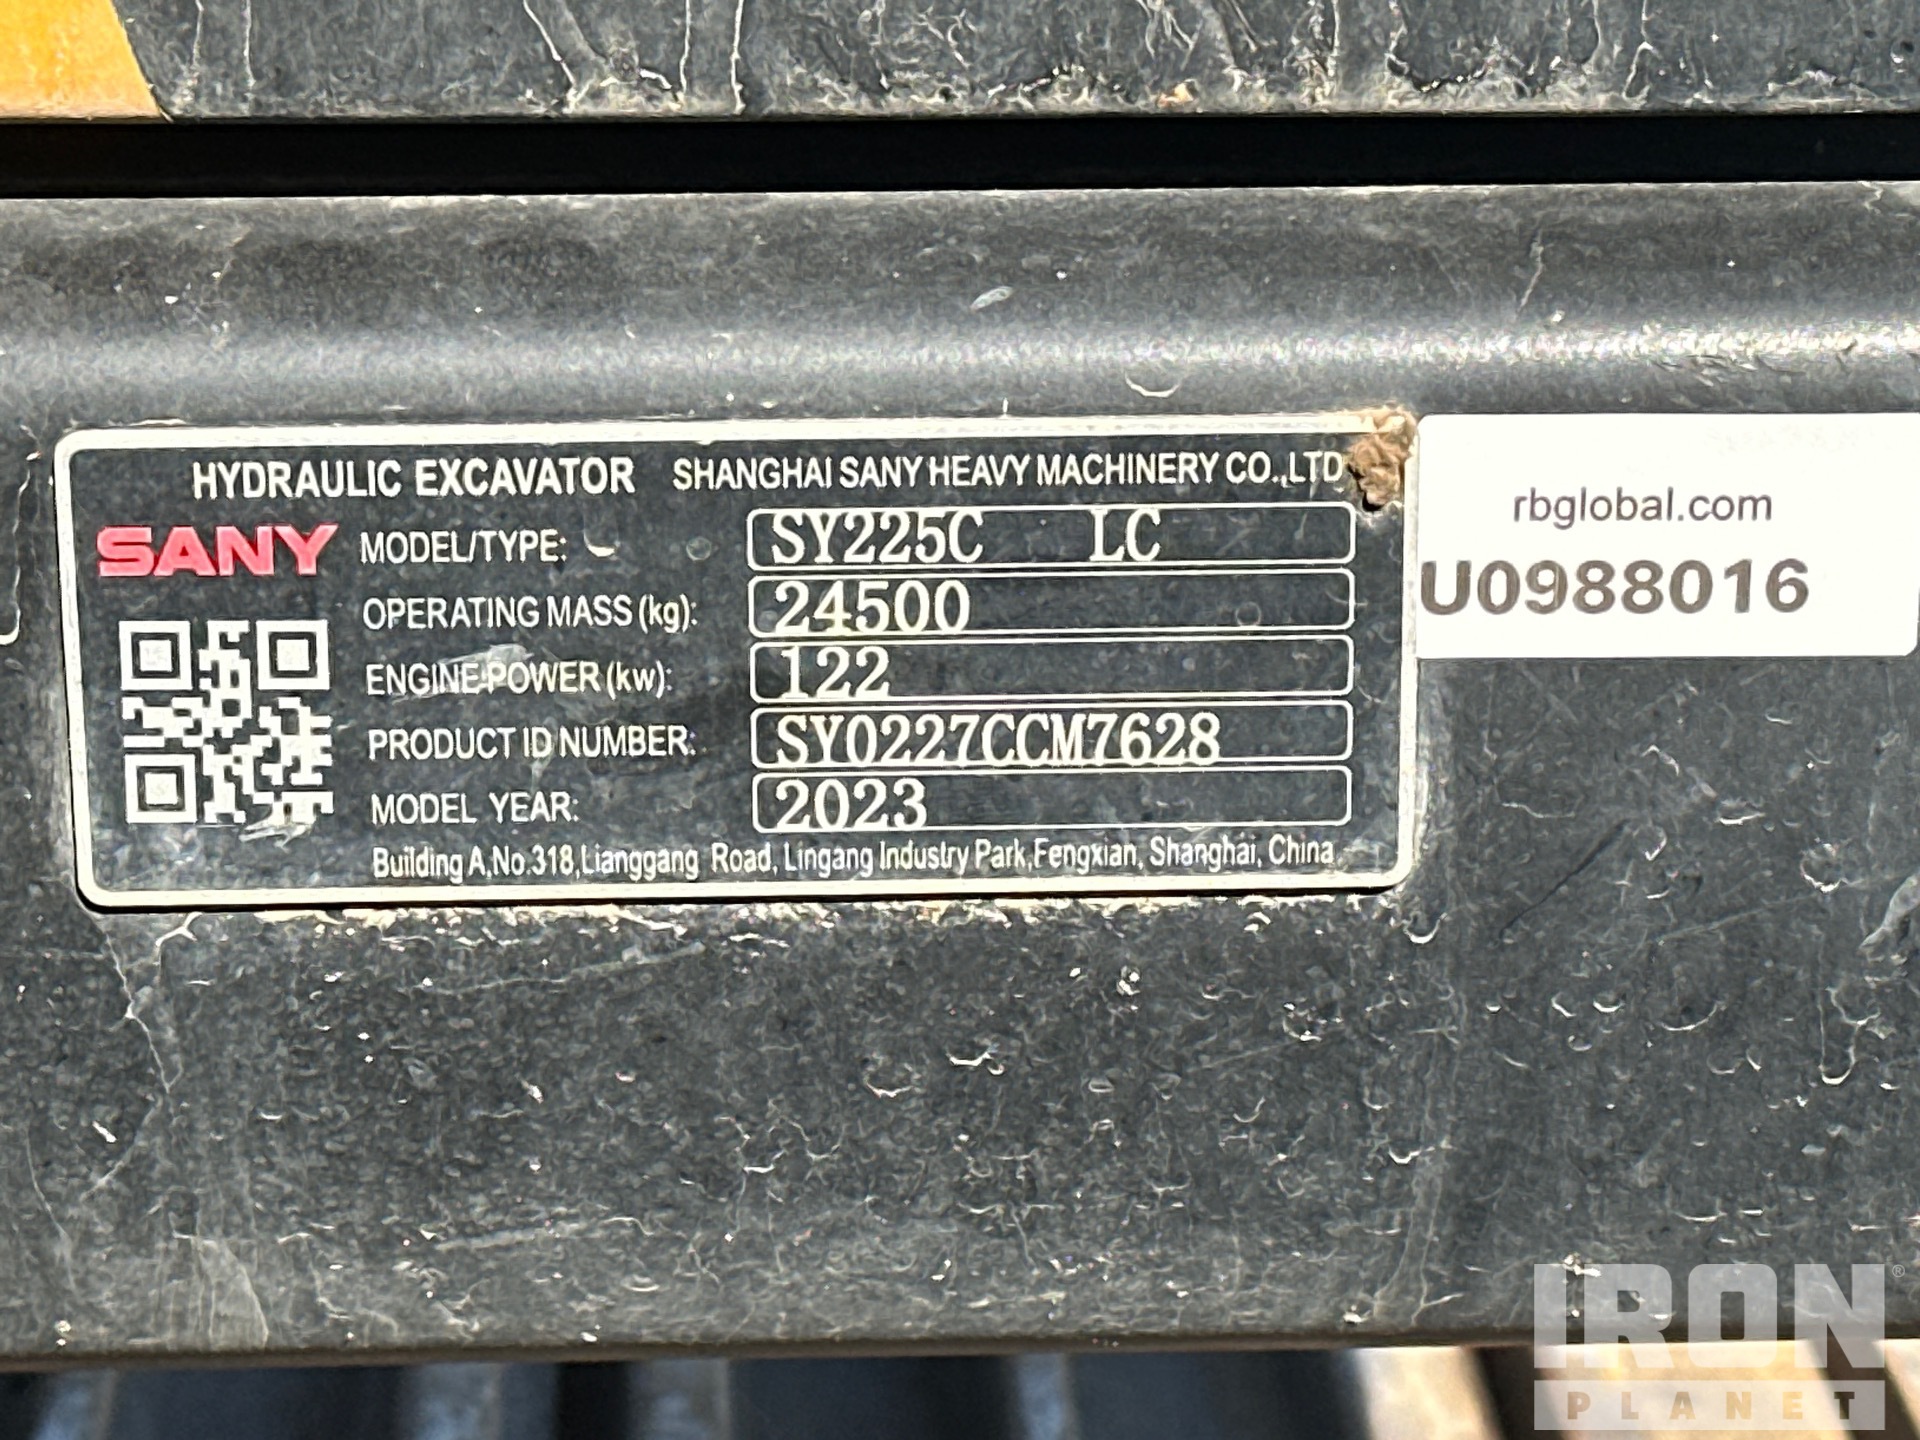 HYDRAULIC EXCAVATOR SHANGHAI SANY HEAVY MACHINERY CO.,LTD
SANY
MODEL/TYPE: SY225C LC
OPERATING MASS (kg): 24500
ENGINE POWER (kw): 122
PRODUCT ID NUMBER: SY0227CCM7628
MODEL YEAR: 2023
Building A,No.318,Lianggang Road, Lingang Industry Park,Fengxian, Shanghai, China
rbglobal.com
U0988016
IRON®
PLANET